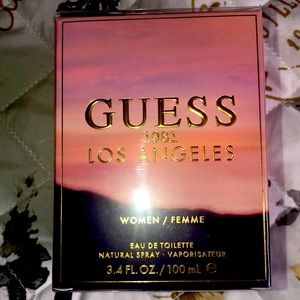 GUESS
1981
LOS ANGELES
WOMEN / FEMME
EAU DE TOILETTE
NATURAL SPRAY · VAPORISATEUR
3.4 FL. OZ. / 100 mL ℮